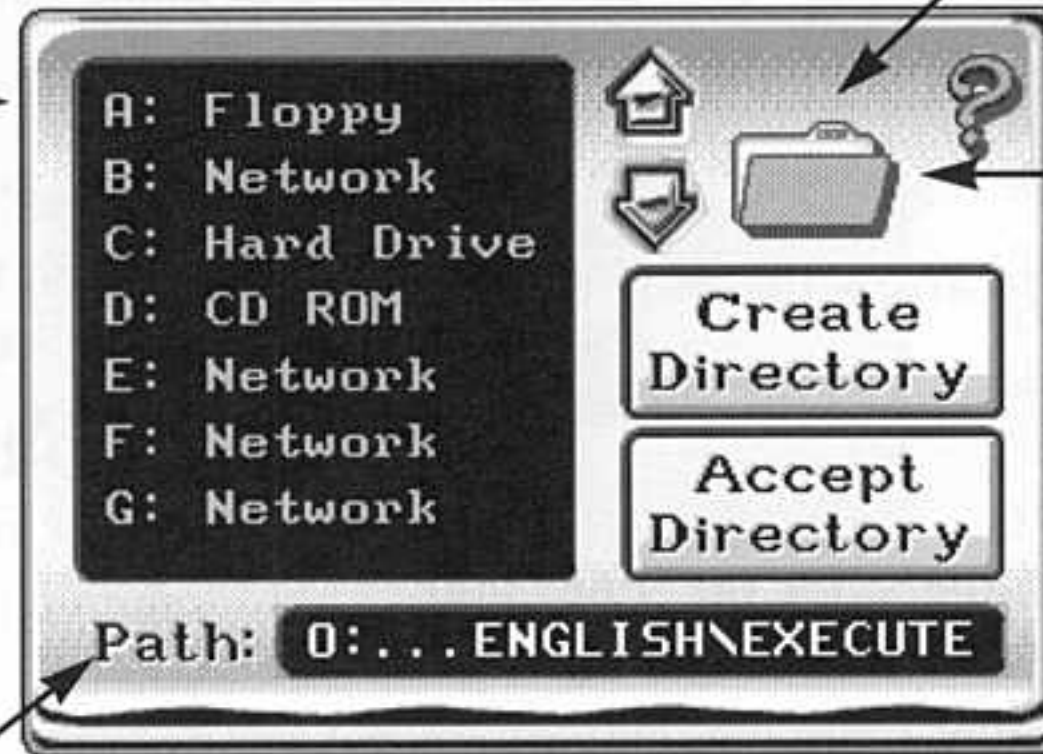 A: Floppy
B: Network
C: Hard Drive
D: CD ROM
E: Network
F: Network
G: Network
?
Create
Directory
Accept
Directory
Path: O:...ENGLISH\EXECUTE